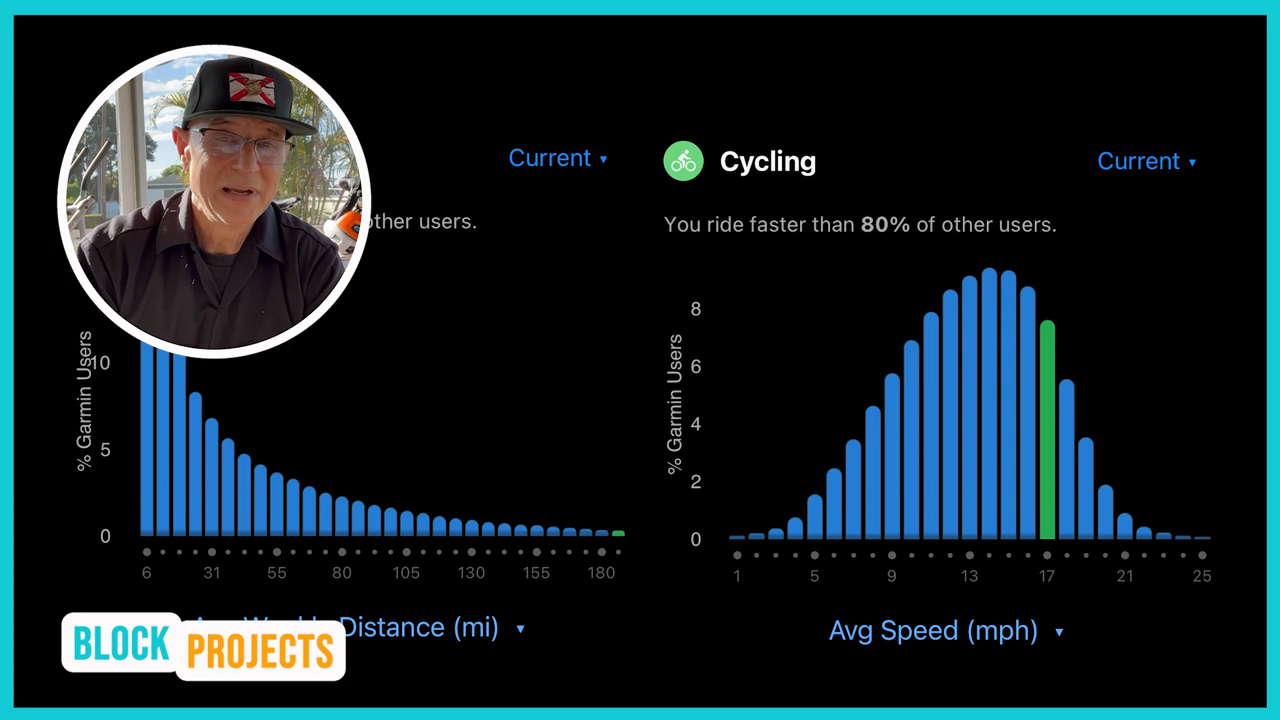 Current ▾
other users.
% Garmin Users
10
5
0
6 31 55 80 105 130 155 180
Distance (mi) ▾
Cycling
Current ▾
You ride faster than 80% of other users.
% Garmin Users
8
6
4
2
0
1 5 9 13 17 21 25
Avg Speed (mph) ▾
BLOCK
PROJECTS